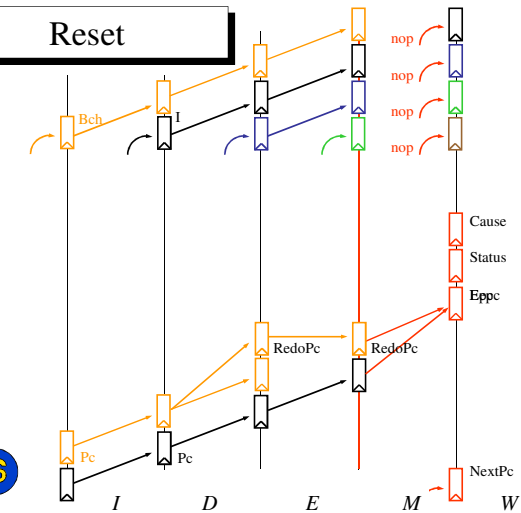 Reset
nop
nop
nop
nop
Bch
I
Cause
Status
Epc
RedoPc
RedoPc
Pc
Pc
NextPc
I
D
E
M
W
S